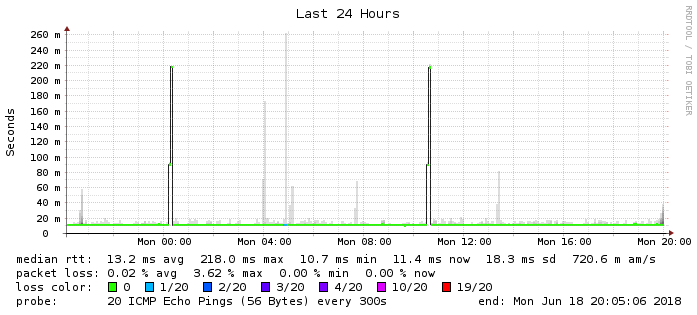 Last 24 Hours
RRDTOOL / TOBI OETIKER
Seconds
260 m
240 m
220 m
200 m
180 m
160 m
140 m
120 m
100 m
80 m
60 m
40 m
20 m
0
Mon 00:00 Mon 04:00 Mon 08:00 Mon 12:00 Mon 16:00 Mon 20:00
median rtt: 13.2 ms avg 218.0 ms max 10.7 ms min 11.4 ms now 18.3 ms sd 720.6 m am/s
packet loss: 0.02 % avg 3.62 % max 0.00 % min 0.00 % now
loss color: 0 1/20 2/20 3/20 4/20 10/20 19/20
probe: 20 ICMP Echo Pings (56 Bytes) every 300s end: Mon Jun 18 20:05:06 2018